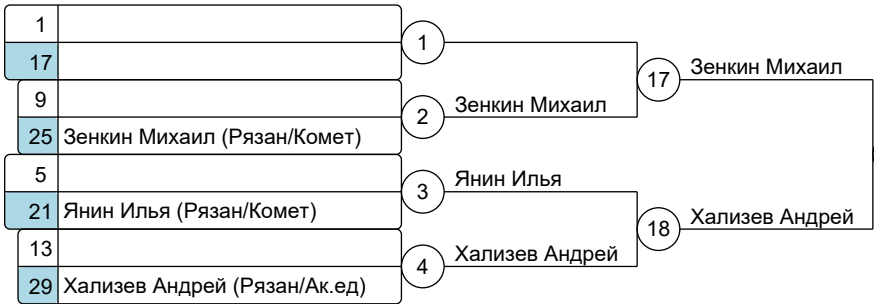 1
17
9
25 Зенкин Михаил (Рязан/Комет)
5
21 Янин Илья (Рязан/Комет)
13
29 Хализев Андрей (Рязан/Ак.ед)
1
2
3
4
Зенкин Михаил
Янин Илья
Хализев Андрей
17
18
Зенкин Михаил
Хализев Андрей